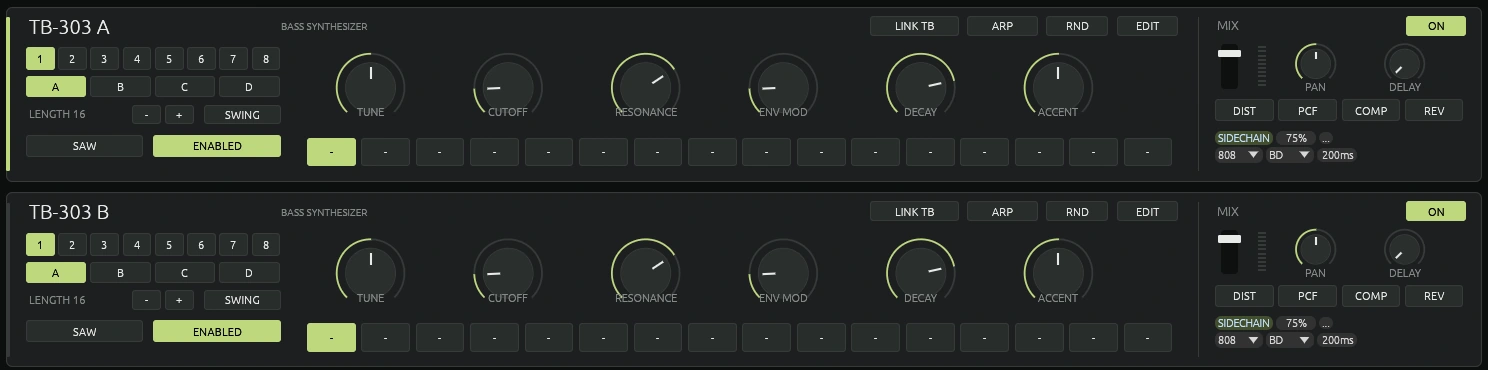 TB-303 A BASS SYNTHESIZER LINK TB ARP RND EDIT MIX ON
1 2 3 4 5 6 7 8
A B C D
TUNE CUTOFF RESONANCE ENV MOD DECAY ACCENT
PAN DELAY
LENGTH 16 - + SWING
DIST PCF COMP REV
SAW ENABLED
- - - - - - - - - - - - - - - -
SIDECHAIN 75% ...
808 BD 200ms
TB-303 B BASS SYNTHESIZER LINK TB ARP RND EDIT MIX ON
1 2 3 4 5 6 7 8
A B C D
TUNE CUTOFF RESONANCE ENV MOD DECAY ACCENT
PAN DELAY
LENGTH 16 - + SWING
DIST PCF COMP REV
SAW ENABLED
- - - - - - - - - - - - - - - -
SIDECHAIN 75% ...
808 BD 200ms